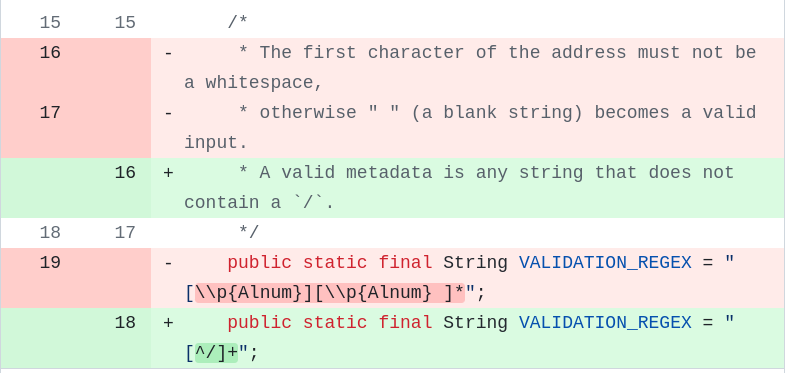 15 15 /*
16 - * The first character of the address must not be
a whitespace,
17 - * otherwise " " (a blank string) becomes a valid
input.
16 + * A valid metadata is any string that does not
contain a `/`.
18 17 */
19 - public static final String VALIDATION_REGEX = "
[\\p{Alnum}][\\p{Alnum} ]*";
18 + public static final String VALIDATION_REGEX = "
[^/]+";